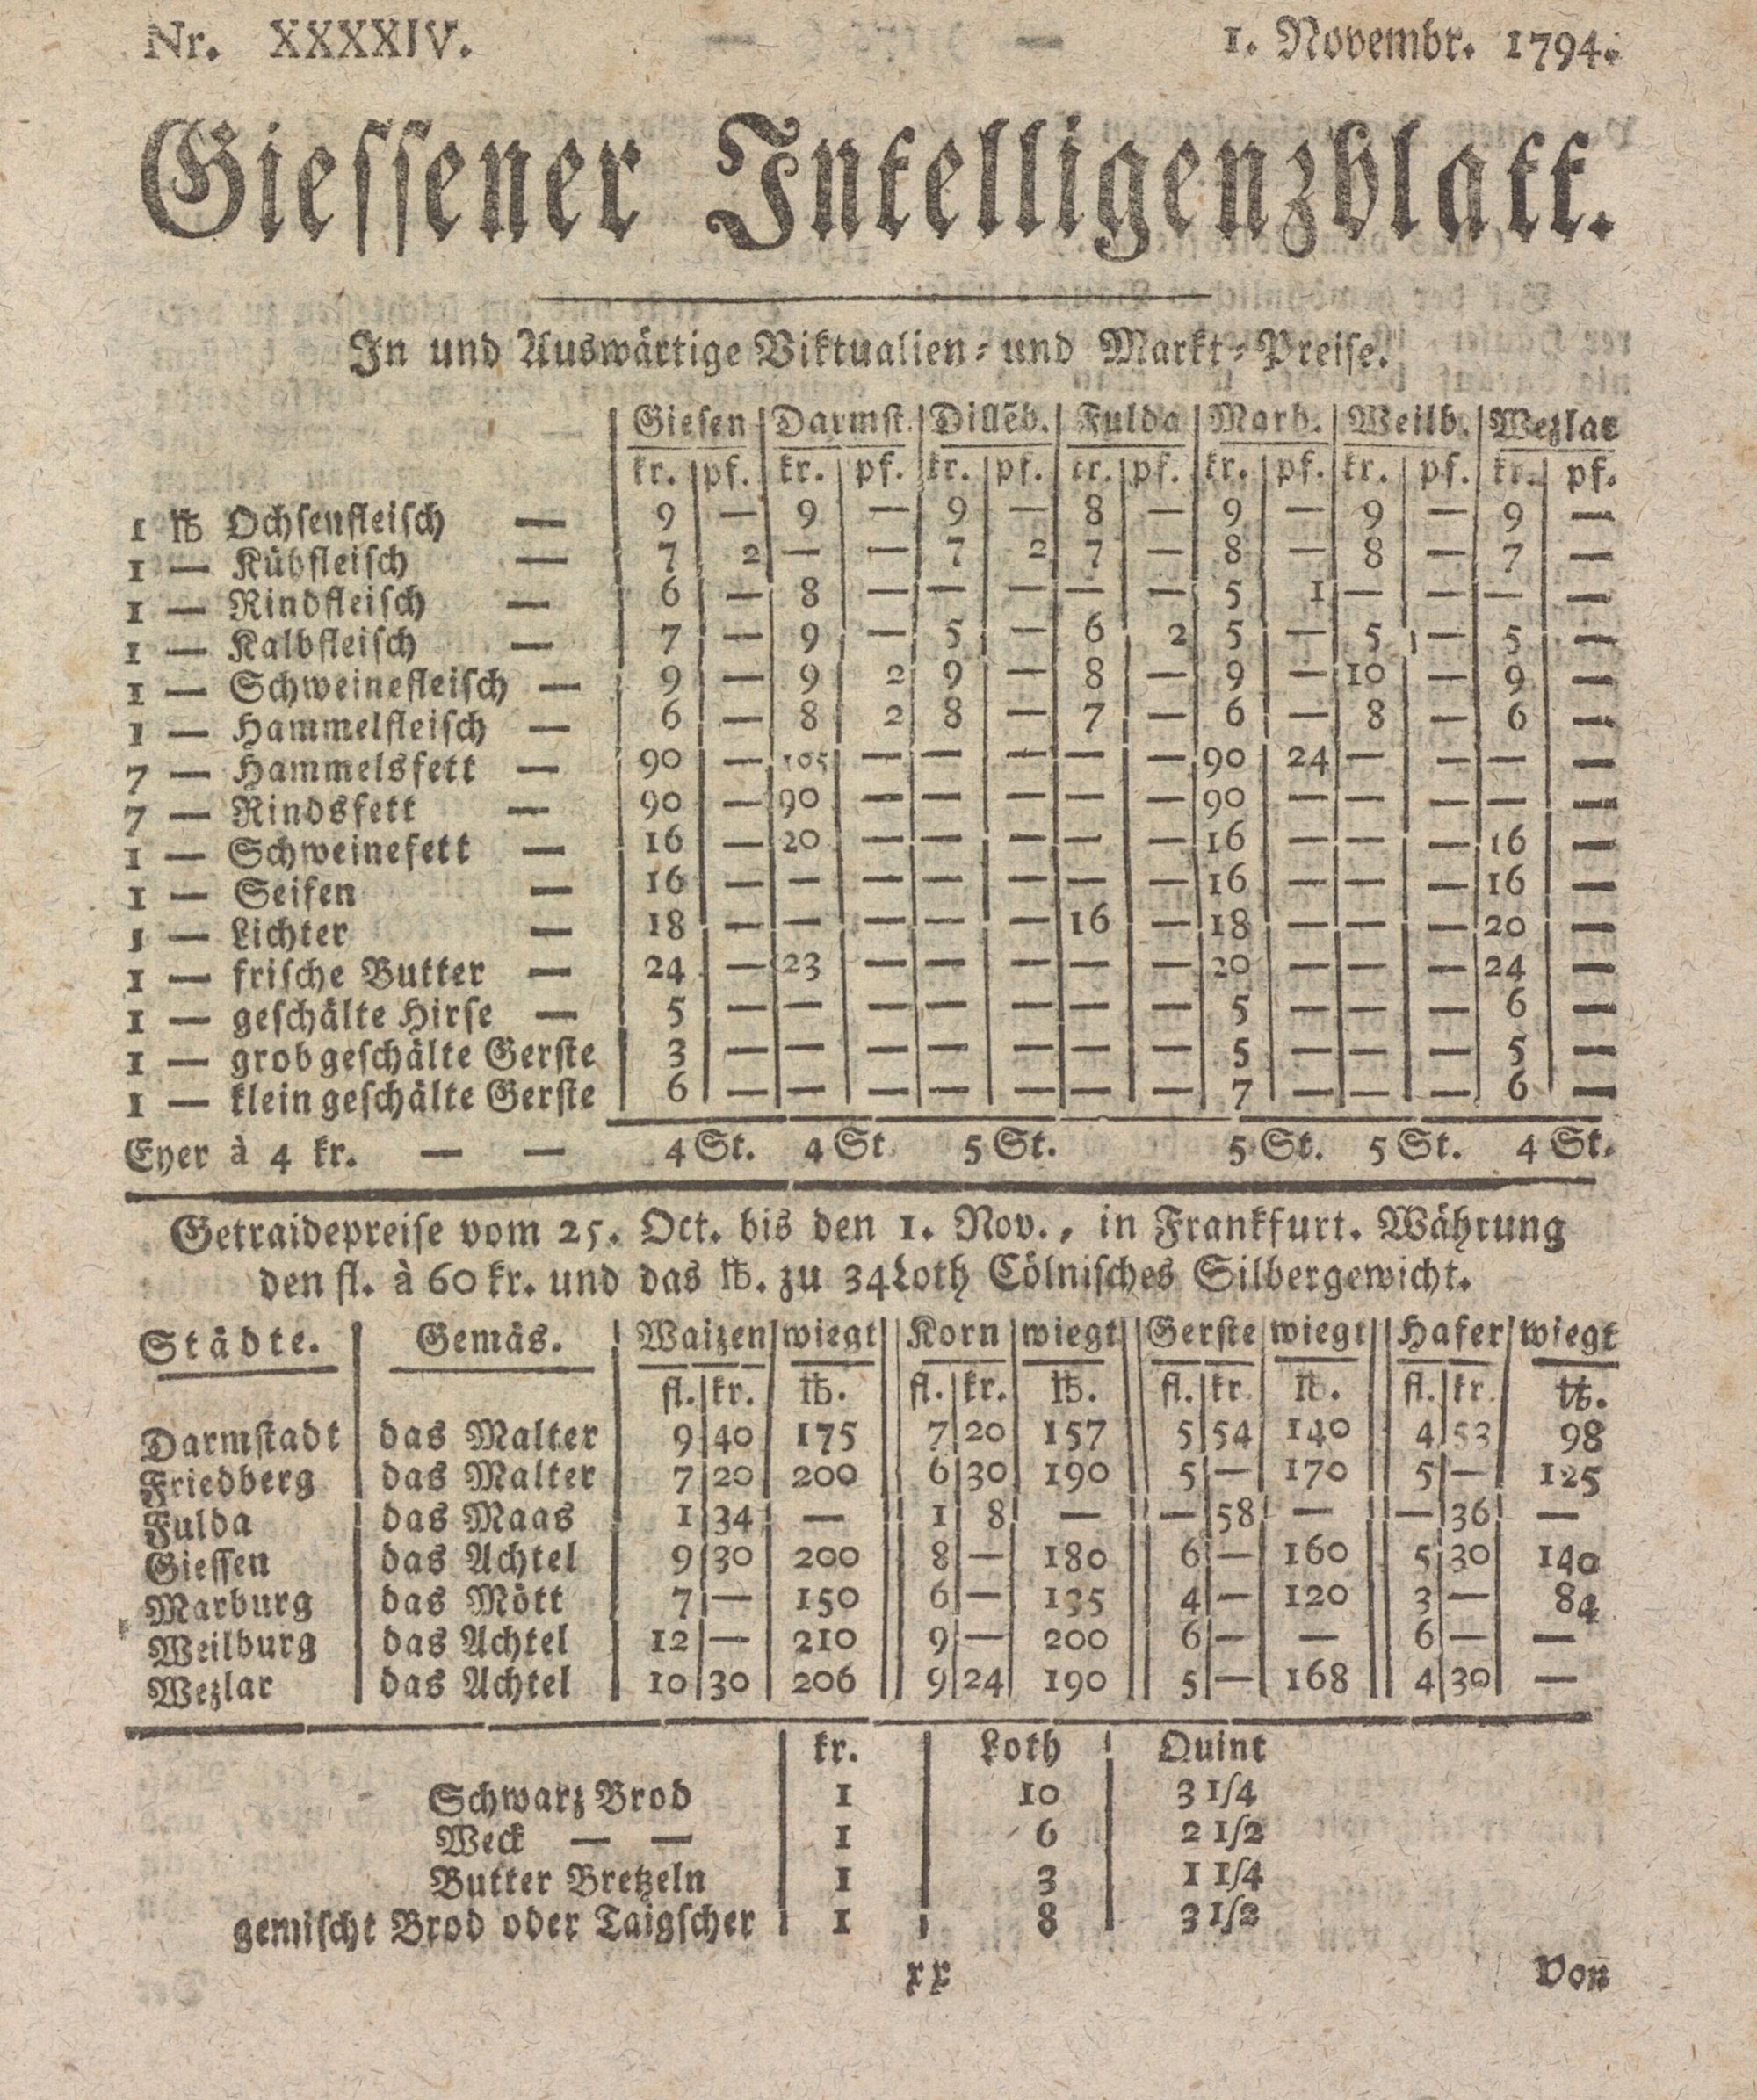 Nr. XXXXIV. 1. Novembr. 1794.
Giessener Intelligenzblatt.
In und Auswärtige Viktualien- und Markt-Preise.
Giesen | Darmst. | Dillēb. | Fulda | Marb. | Weilb. | Wezlar
kr. | pf. | kr. | pf. | kr. | pf. | kr. | pf. | kr. | pf. | kr. | pf. | kr. | pf.
1 ℔ Ochsenfleisch — 9 | — | 9 | — | 9 | — | 8 | — | 9 | — | 9 | — | 9 | —
1 — Kühfleisch — 7 | 2 | — | — | 7 | 2 | 7 | — | 8 | — | 8 | — | 7 | —
1 — Rindfleisch — 6 | — | 8 | — | — | — | — | — | 5 | 1 | — | — | — | —
1 — Kalbfleisch — 7 | — | 9 | — | 5 | — | 6 | 2 | 5 | — | 5 | — | 5 | —
1 — Schweinefleisch — 9 | — | 9 | 2 | 9 | — | 8 | — | 9 | — | 10 | — | 9 | —
1 — Hammelfleisch — 6 | — | 8 | 2 | 8 | — | 7 | — | 6 | — | 8 | — | 6 | —
7 — Hammelsfett — 90 | — | 105 | — | — | — | — | — | 90 | 24 | — | — | — | —
7 — Rindsfett — 90 | — | 90 | — | — | — | — | — | 90 | — | — | — | — | —
1 — Schweinefett — 16 | — | 20 | — | — | — | — | — | 16 | — | — | — | 16 | —
1 — Seifen — 16 | — | — | — | — | — | — | — | 16 | — | — | — | 16 | —
1 — Lichter — 18 | — | — | — | — | — | 16 | — | 18 | — | — | — | 20 | —
1 — frische Butter — 24 | — | 23 | — | — | — | — | — | 20 | — | — | — | 24 | —
1 — geschälte Hirse — 5 | — | — | — | — | — | — | — | 5 | — | — | — | 6 | —
1 — grob geschälte Gerste 3 | — | — | — | — | — | — | — | 5 | — | — | — | 5 | —
1 — klein geschälte Gerste 6 | — | — | — | — | — | — | — | 7 | — | — | — | 6 | —
Eyer à 4 kr. — — 4 St. 4 St 5 St. 5 St. 5 St. 4 St.
Getraidepreise vom 25. Oct. bis den 1. Nov., in Frankfurt. Währung
den fl. à 60 kr. und das ℔. zu 34 Loth Cölnisches Silbergewicht.
Städte. | Gemäs. | Waizen | wiegt || Korn | wiegt || Gerste | wiegt || Hafer | wiegt
fl. | kr. | ℔. || fl. | kr. | ℔. || fl. | kr | ℔. || fl. | kr. | ℔.
Darmstadt | das Malter | 9 | 40 | 175 || 7 | 20 | 157 || 5 | 54 | 140 || 4 | 53 | 98
Friedberg | das Malter | 7 | 20 | 200 || 6 | 30 | 190 || 5 | — | 170 || 5 | — | 125
Fulda | das Maas | 1 | 34 | — || 1 | 8 | — || — | 58 | — || — | 36 | —
Giessen | das Achtel | 9 | 30 | 200 || 8 | — | 180 || 6 | — | 160 || 5 | 30 | 140
Marburg | das Mött | 7 | — | 150 || 6 | — | 135 || 4 | — | 120 || 3 | — | 84
Weilburg | das Achtel | 12 | — | 210 || 9 | — | 200 || 6 | — | — || 6 | — | —
Wezlar | das Achtel | 10 | 30 | 206 || 9 | 24 | 190 || 5 | — | 168 || 4 | 30 | —
kr. | Loth | Quint
Schwarz Brod | 1 | 10 | 3 1/4
Weck — — | 1 | 6 | 2 1/2
Butter Bretzeln | 1 | 3 | 1 1/4
gemischt Brod oder Taigscher | 1 | 8 | 3 1/2
xx Von